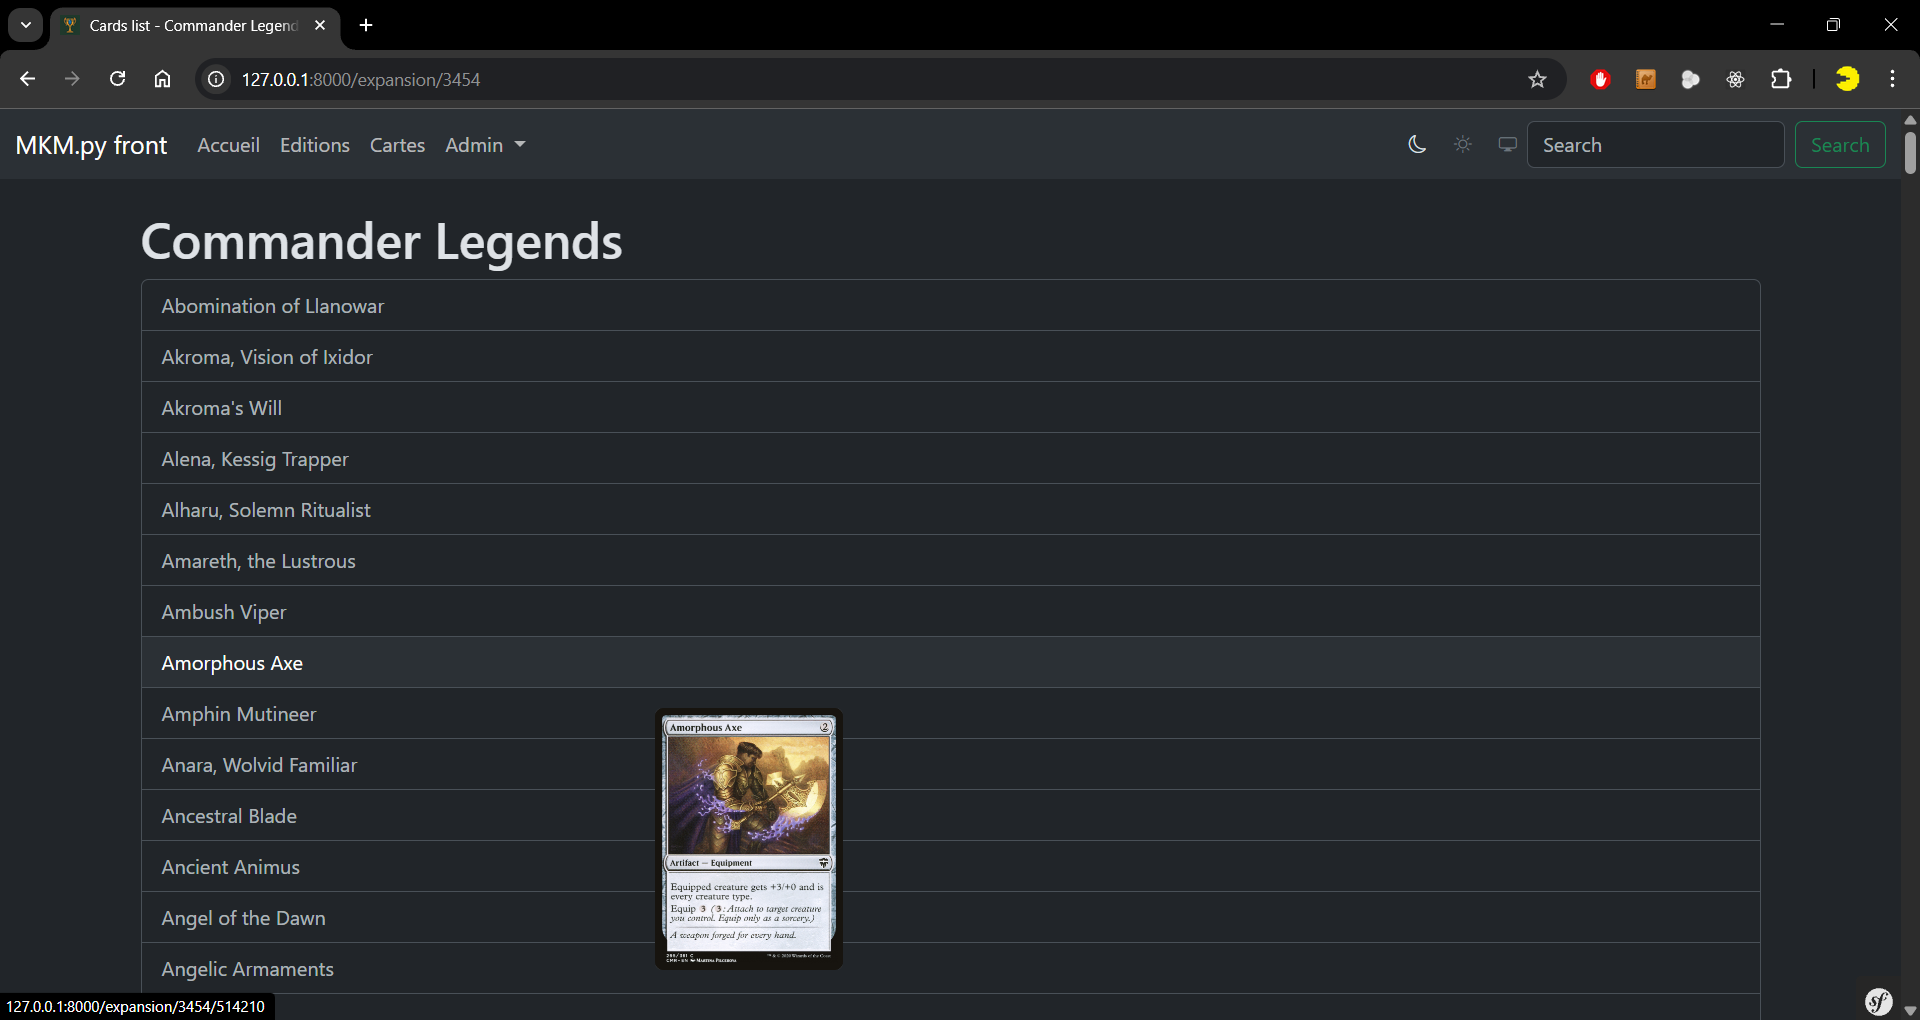 Cards list - Commander Legend
127.0.0.1:8000/expansion/3454
MKM.py front
Accueil
Editions
Cartes
Admin
Search
Search
Commander Legends
Abomination of Llanowar
Akroma, Vision of Ixidor
Akroma's Will
Alena, Kessig Trapper
Alharu, Solemn Ritualist
Amareth, the Lustrous
Ambush Viper
Amorphous Axe
Amphin Mutineer
Anara, Wolvid Familiar
Ancestral Blade
Ancient Animus
Angel of the Dawn
Angelic Armaments
Amorphous Axe
2
Artifact — Equipment
Equipped creature gets +3/+0 and is
every creature type.
Equip 3 (3: Attach to target creature
you control. Equip only as a sorcery.)
A weapon forged for every hand.
127.0.0.1:8000/expansion/3454/514210
sf